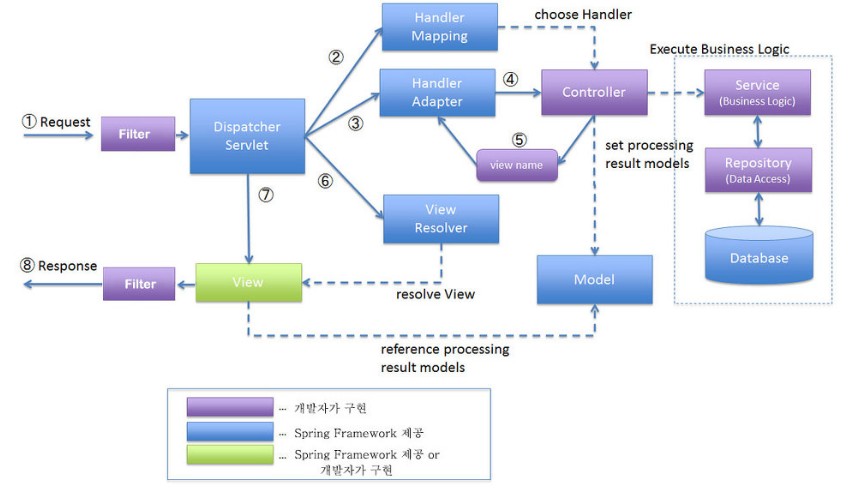 choose Handler
Handler
Mapping
②
Execute Business Logic
Handler
Adapter
④
Controller
Service
(Business Logic)
① Request
Filter
Dispatcher
Servlet
③
⑤
view name
set processing
result models
Repository
(Data Access)
⑥
⑦
View
Resolver
Database
⑧ Response
Filter
View
resolve View
Model
reference processing
result models
... 개발자가 구현
... Spring Framework 제공
... Spring Framework 제공 or
개발자가 구현